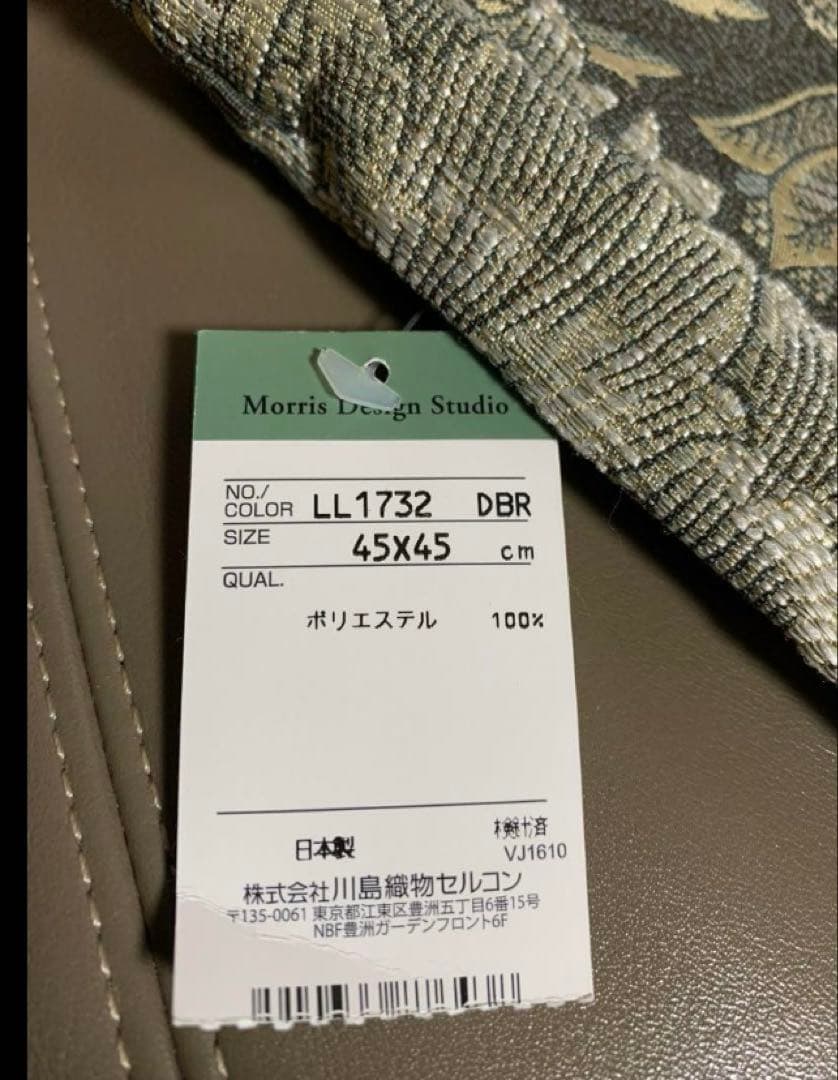 Morris Design Studio
NO./
COLOR LL1732 DBR
SIZE 45X45 cm
QUAL.
ポリエステル 100%
日本製
VJ1610
株式会社川島織物セルコン
〒135-0061 東京都江東区豊洲五丁目6番15号
NBF豊洲ガーデンフロント6F